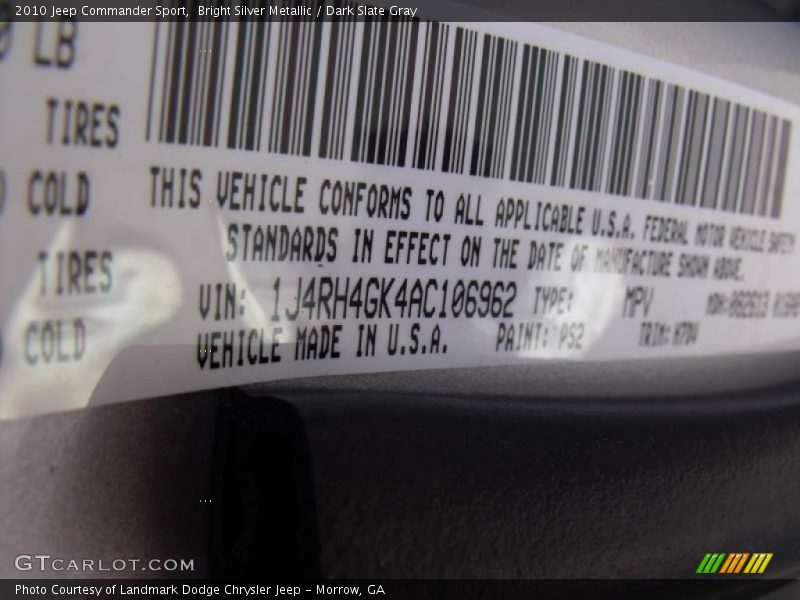 2010 Jeep Commander Sport,  Bright Silver Metallic / Dark Slate Gray
LB
TIRES
COLD
THIS VEHICLE CONFORMS TO ALL APPLICABLE U.S.A. FEDERAL MOTOR VEHICLE SAFETY
STANDARDS IN EFFECT ON THE DATE OF MANUFACTURE SHOWN ABOVE.
TIRES
VIN: 1J4RH4GK4AC106962 TYPE: MPV MDH:
COLD
VEHICLE MADE IN U.S.A. PAINT: PS2 TRIM:
GTCARLOT.COM
Photo Courtesy of Landmark Dodge Chrysler Jeep – Morrow, GA